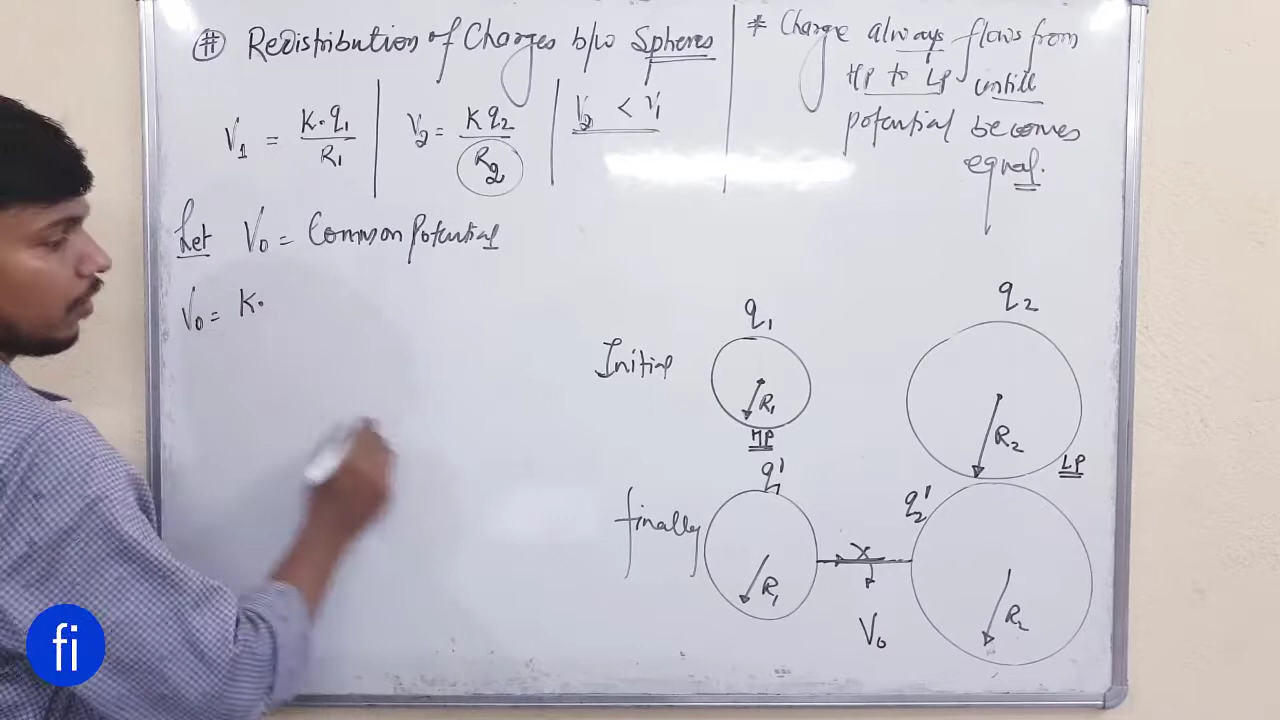 # Redistribution of Charges b/w Spheres
V₁ = K·q₁/R₁
V₂ = Kq₂/R₂
V₂ < V₁
* Charge always flows from
HP to LP untill
potential becomes
equal.
Let V₀ = Common Potential
V₀ = K·
Initial
q₁
R₁
HP
q₂
R₂
LP
finally
q₁'
R₁
X
V₀
q₂'
R₂
fi